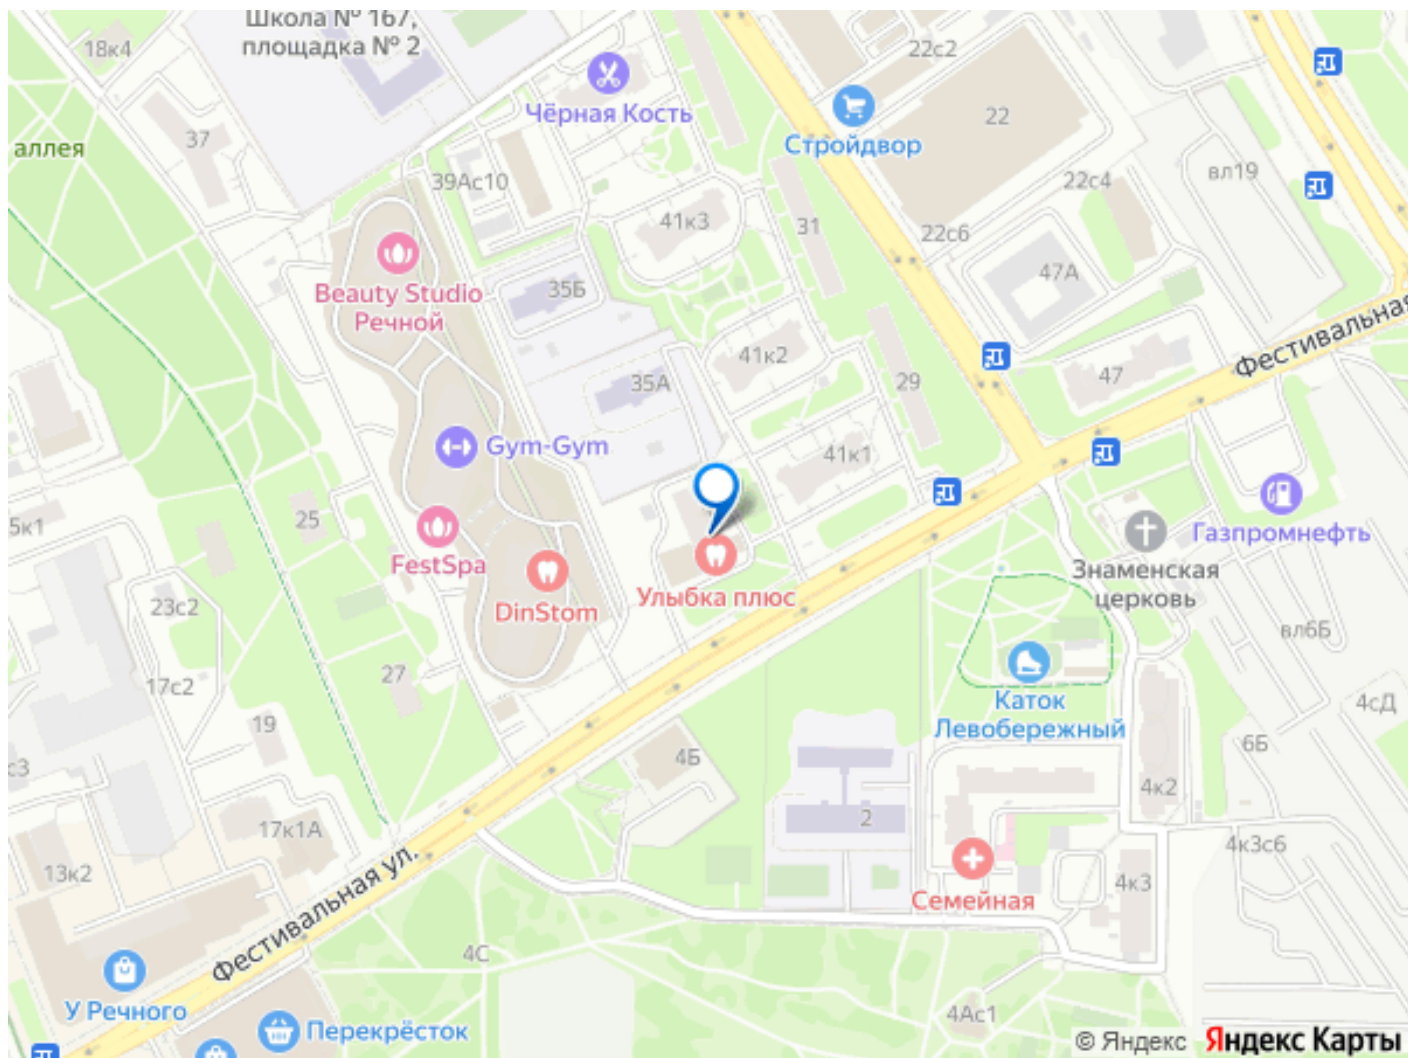 Школа № 167,
площадка № 2
18к4
22с2
Чёрная Кость
Стройдвор
22
37
аллея
39Ас10
22с4
вл19
41к3
31
22с6
47А
35Б
Beauty Studio
Речной
Фестивальная
41к2
35А
29
47
Gym-Gym
41к1
25
FestSpa
DinStom
Улыбка плюс
Газпромнефть
Знаменская
церковь
5к1
23с2
вл6Б
17с2
27
19
Каток
Левобережный
4сД
6Б
с3
4Б
4к2
2
17к1А
13к2
4к3с6
4к3
Семейная
Фестивальная ул.
4С
У Речного
Перекрёсток
4Ас1
© Яндекс Яндекс Карты